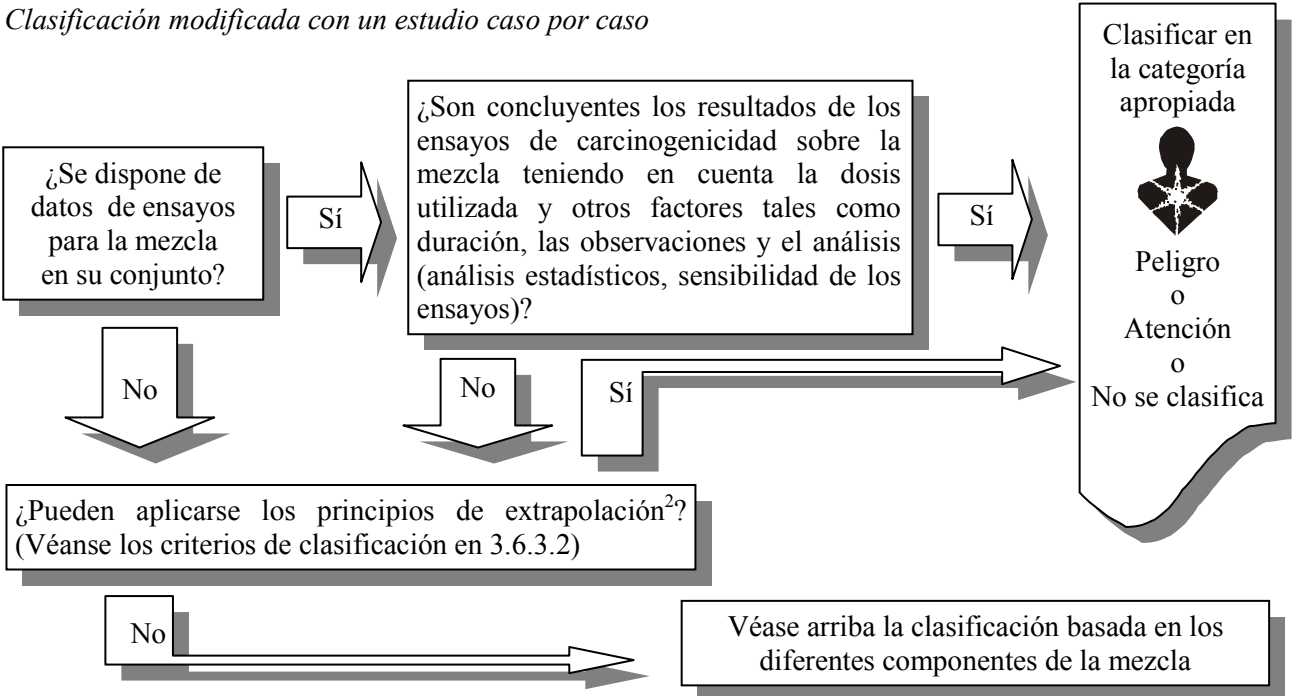 Clasificación modificada con un estudio caso por caso
¿Se dispone de
datos de ensayos
para la mezcla
en su conjunto?
Sí
¿Son concluyentes los resultados de los
ensayos de carcinogenicidad sobre la
mezcla teniendo en cuenta la dosis
utilizada y otros factores tales como
duración, las observaciones y el análisis
(análisis estadísticos, sensibilidad de los
ensayos)?
Sí
Clasificar en
la categoría
apropiada
Peligro
o
Atención
o
No se clasifica
No
No
Sí
¿Pueden aplicarse los principios de extrapolación²?
(Véanse los criterios de clasificación en 3.6.3.2)
No
Véase arriba la clasificación basada en los
diferentes componentes de la mezcla